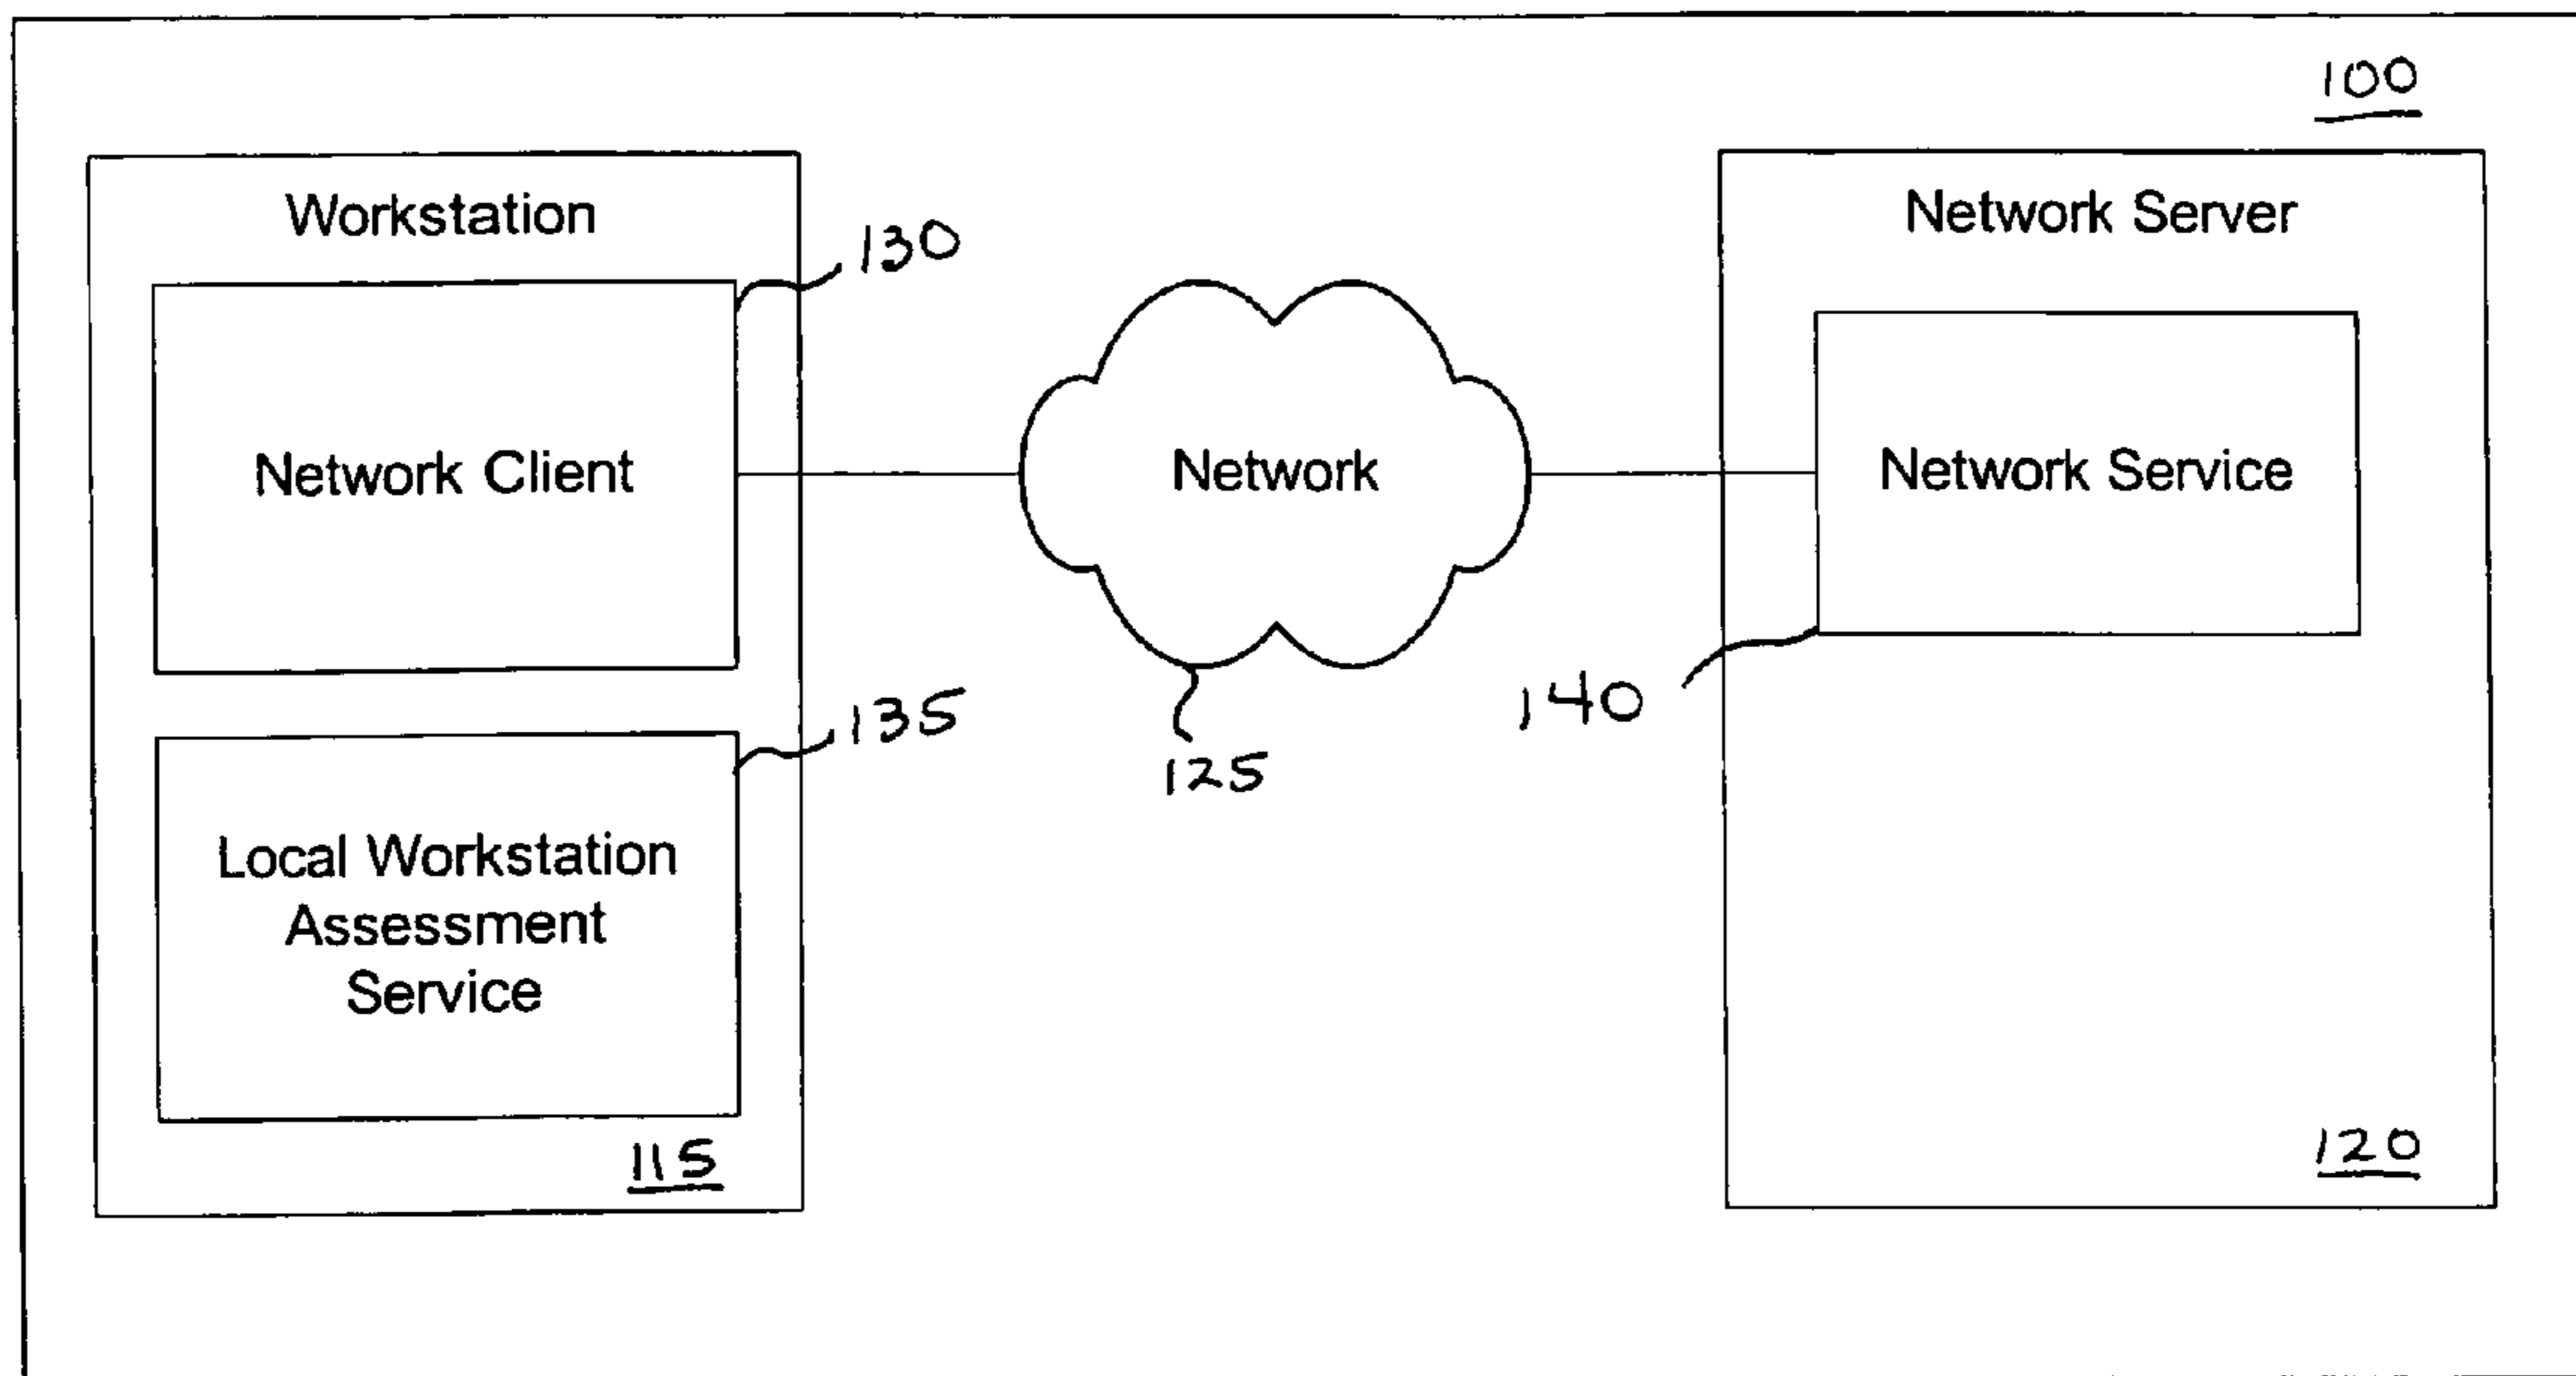 100
Workstation
Network Server
130
Network Client
Network
Network Service
140
135
125
Local Workstation
Assessment
Service
115
120